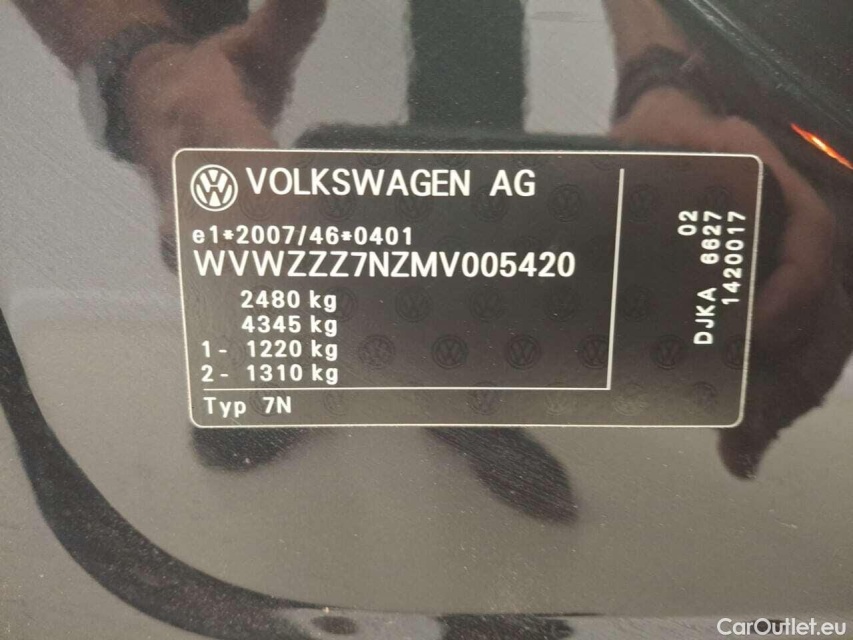 VOLKSWAGEN AG
e1*2007/46*0401
WVWZZZ7NZMV005420
2480 kg
4345 kg
1- 1220 kg
2- 1310 kg
Typ 7N
02
DJKA 6627
1420017
CarOutlet.eu